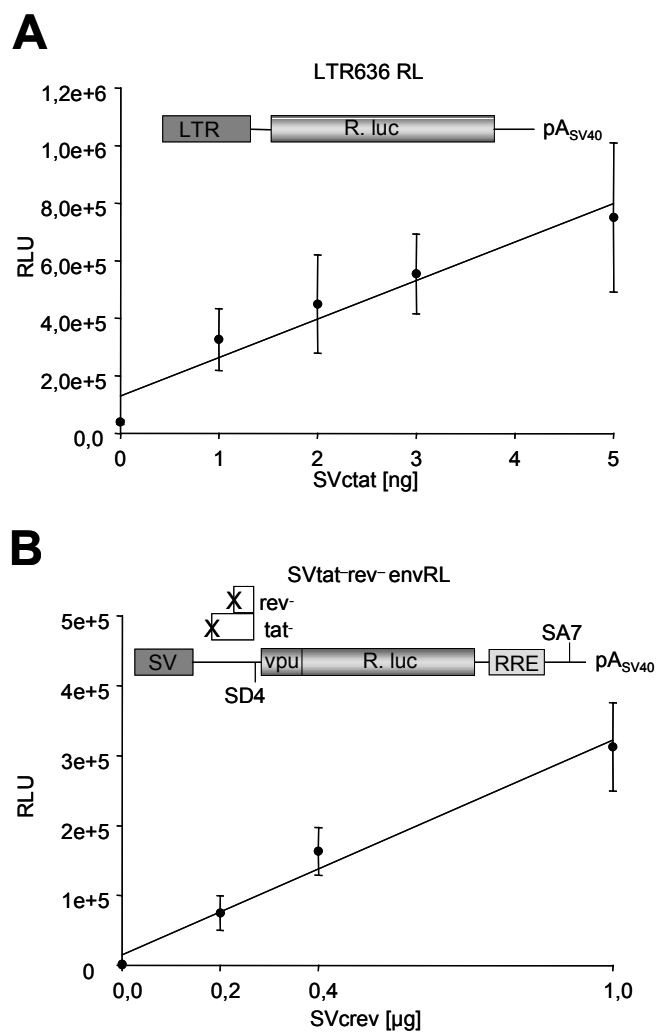 A
LTR636 RL
1,2e+6
1,0e+6
8,0e+5
6,0e+5
4,0e+5
2,0e+5
0,0
RLU
LTR R. luc pASV40
0 1 2 3 4 5
SVctat [ng]
B
SVtat⁻rev⁻ envRL
X rev⁻
X tat⁻
SV vpu R. luc RRE SA7 pASV40
SD4
5e+5
4e+5
3e+5
2e+5
1e+5
0
RLU
0,0 0,2 0,4 1,0
SVcrev [µg]